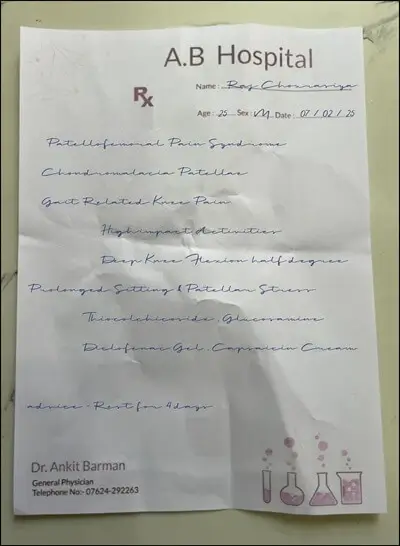 A.B Hospital
Rx
Name : Raj Chourasiya
Age : 25 Sex : M Date : 07 / 02 / 25
Patellofemoral Pain Syndrome
Chondromalacia Patellae
Gait Related Knee Pain
High impact Activities
Deep Knee Flexion half degree
Prolonged Sitting & Patellar Stress
Thiocolchicoside , Glucosamine
Diclofenac Gel , Capsaicin Cream
advice - Rest for 4 days
Dr. Ankit Barman
General Physician
Telephone No:- 07624-292263